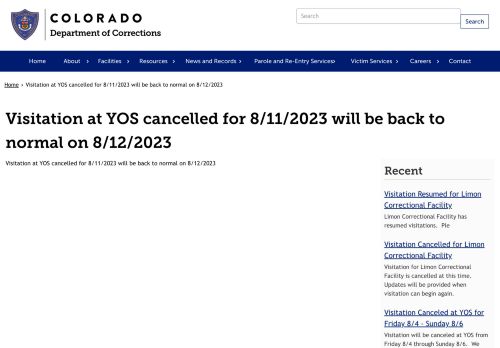 COLORADO
Department of Corrections
Search
Search
Home About › Facilities › Resources › News and Records › Parole and Re-Entry Services › Victim Services › Careers › Contact
Home › Visitation at YOS cancelled for 8/11/2023 will be back to normal on 8/12/2023
Visitation at YOS cancelled for 8/11/2023 will be back to
normal on 8/12/2023
Visitation at YOS cancelled for 8/11/2023 will be back to normal on 8/12/2023
Recent
Visitation Resumed for Limon
Correctional Facility
Limon Correctional Facility has
resumed visitations. Ple
Visitation Cancelled for Limon
Correctional Facility
Visitation for Limon Correctional
Facility is cancelled at this time.
Updates will be provided when
visitation can begin again.
Visitation Canceled at YOS for
Friday 8/4 - Sunday 8/6
Visitation will be canceled at YOS from
Friday 8/4 through Sunday 8/6. We